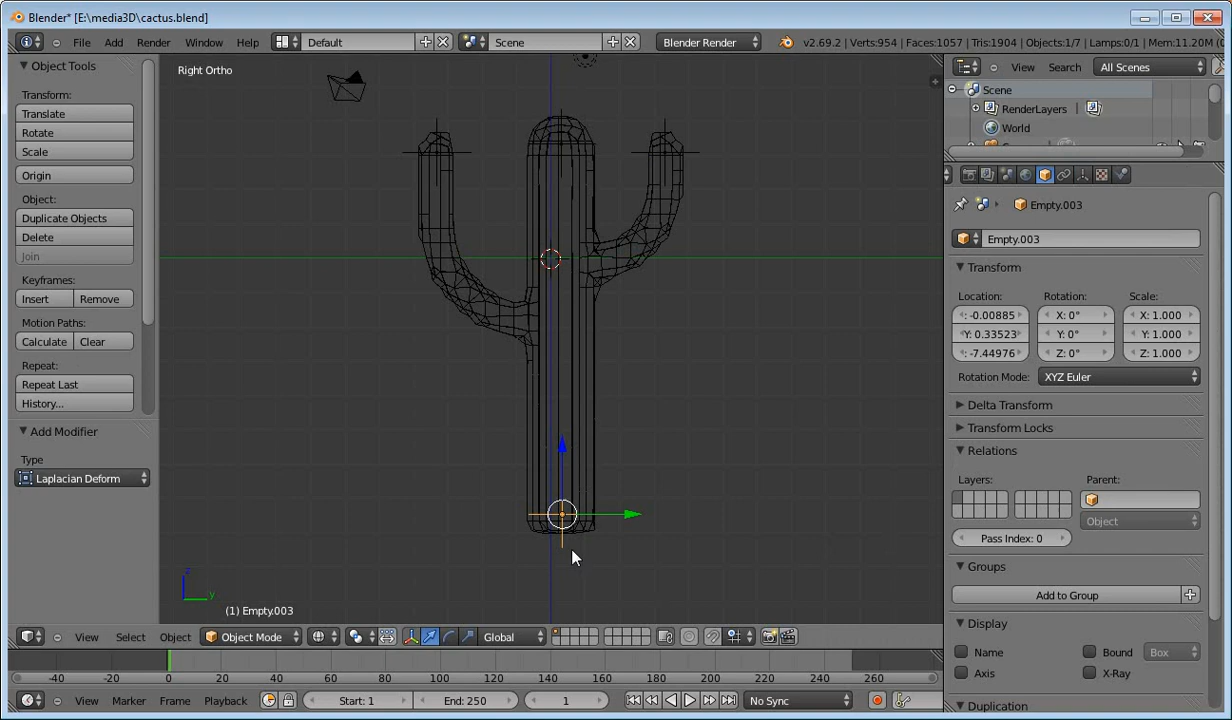 Blender* [E:\media3D\cactus.blend]
File Add Render Window Help Default Scene Blender Render v2.69.2 | Verts:954 | Faces:1057 | Tris:1904 | Objects:1/7 | Lamps:0/1 | Mem:11.20M
Object Tools
Transform:
Translate
Rotate
Scale
Origin
Object:
Duplicate Objects
Delete
Join
Keyframes:
Insert Remove
Motion Paths:
Calculate Clear
Repeat:
Repeat Last
History...
Add Modifier
Type
Laplacian Deform
Right Ortho
z
y
(1) Empty.003
View Search All Scenes
Scene
RenderLayers
World
Empty.003
Empty.003
Transform
Location: Rotation: Scale:
: -0.00885 X: 0° X: 1.000
Y: 0.33523 Y: 0° Y: 1.000
: -7.44976 Z: 0° Z: 1.000
Rotation Mode: XYZ Euler
Delta Transform
Transform Locks
Relations
Layers: Parent:
Object
Pass Index: 0
Groups
Add to Group
Display
Name Bound Box
Axis X-Ray
Duplication
View Select Object Object Mode Global
-40 -20 0 20 40 60 80 100 120 140 160 180 200 220 240 260
View Marker Frame Playback Start: 1 End: 250 1 No Sync